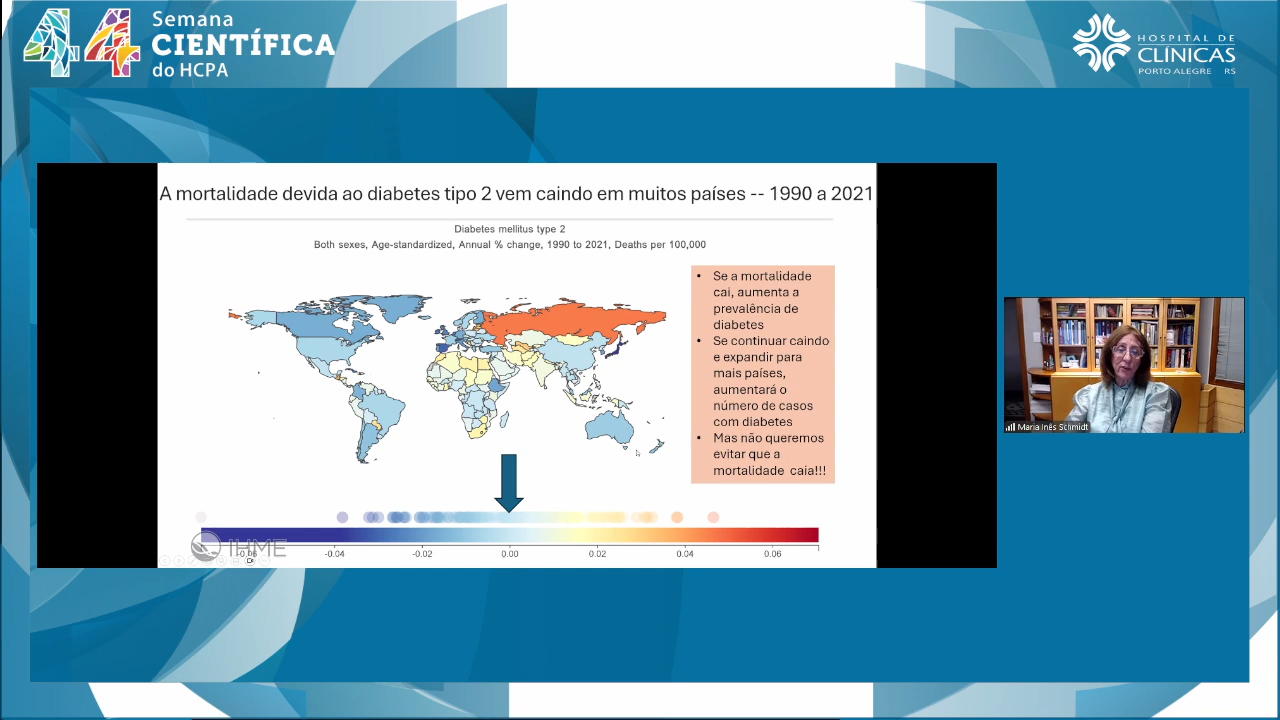 44 Semana
CIENTÍFICA
do HCPA
HOSPITAL DE
CLÍNICAS
PORTO ALEGRE RS
A mortalidade devida ao diabetes tipo 2 vem caindo em muitos países -- 1990 a 2021
Diabetes mellitus type 2
Both sexes, Age-standardized, Annual % change, 1990 to 2021, Deaths per 100,000
• Se a mortalidade
cai, aumenta a
prevalência de
diabetes
• Se continuar caindo
e expandir para
mais países,
aumentará o
número de casos
com diabetes
• Mas não queremos
evitar que a
mortalidade caia!!!
Maria Inês Schmidt
IHME
-0.06 -0.04 -0.02 0.00 0.02 0.04 0.06